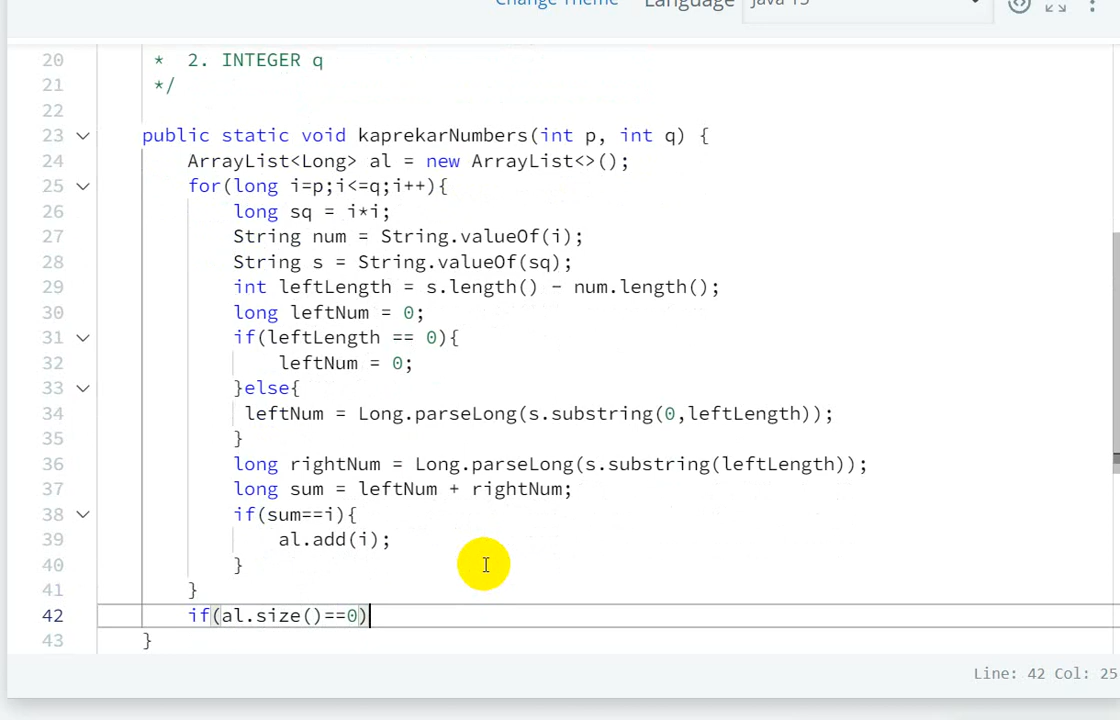 Change Theme Language Java 15
20 * 2. INTEGER q
21 */
22
23 public static void kaprekarNumbers(int p, int q) {
24 ArrayList<Long> al = new ArrayList<>();
25 for(long i=p;i<=q;i++){
26 long sq = i*i;
27 String num = String.valueOf(i);
28 String s = String.valueOf(sq);
29 int leftLength = s.length() - num.length();
30 long leftNum = 0;
31 if(leftLength == 0){
32 leftNum = 0;
33 }else{
34 leftNum = Long.parseLong(s.substring(0,leftLength));
35 }
36 long rightNum = Long.parseLong(s.substring(leftLength));
37 long sum = leftNum + rightNum;
38 if(sum==i){
39 al.add(i);
40 }
41 }
42 if(al.size()==0)
43 }
Line: 42 Col: 25